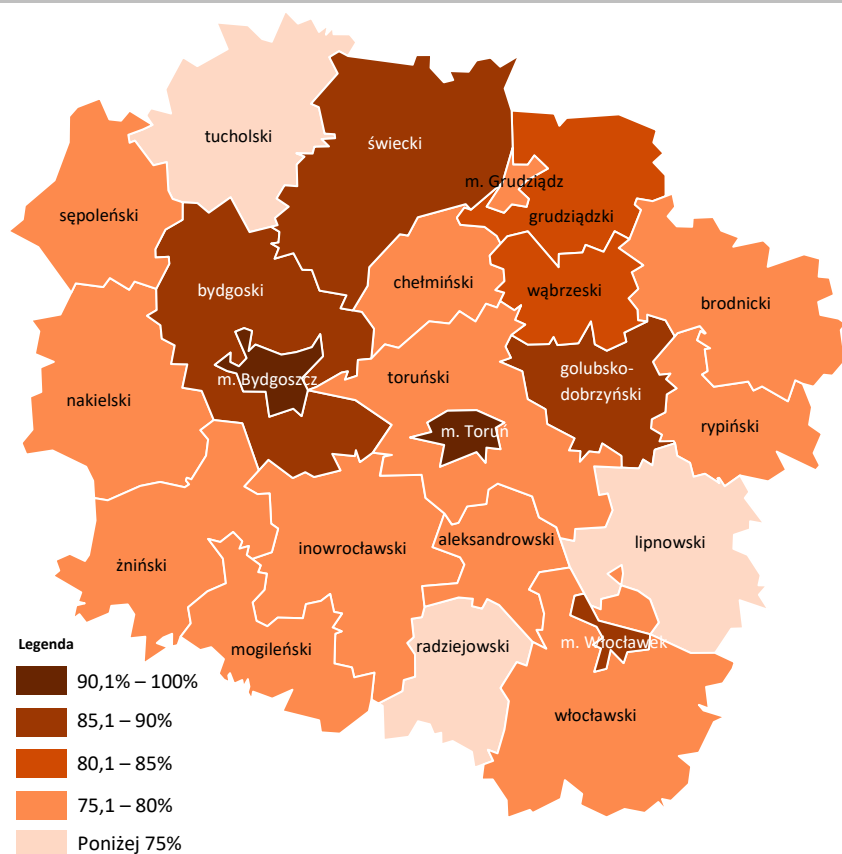 tucholski
świecki
m. Grudziądz
sępoleński
grudziądzki
bydgoski
chełmiński
wąbrzeski
brodnicki
m. Bydgoszcz
toruński
golubsko-
dobrzyński
nakielski
m. Toruń
rypiński
inowrocławski
aleksandrowski
lipnowski
żniński
mogileński
radziejowski
m. Włocławek
włocławski
Legenda
90,1% – 100%
85,1 – 90%
80,1 – 85%
75,1 – 80%
Poniżej 75%